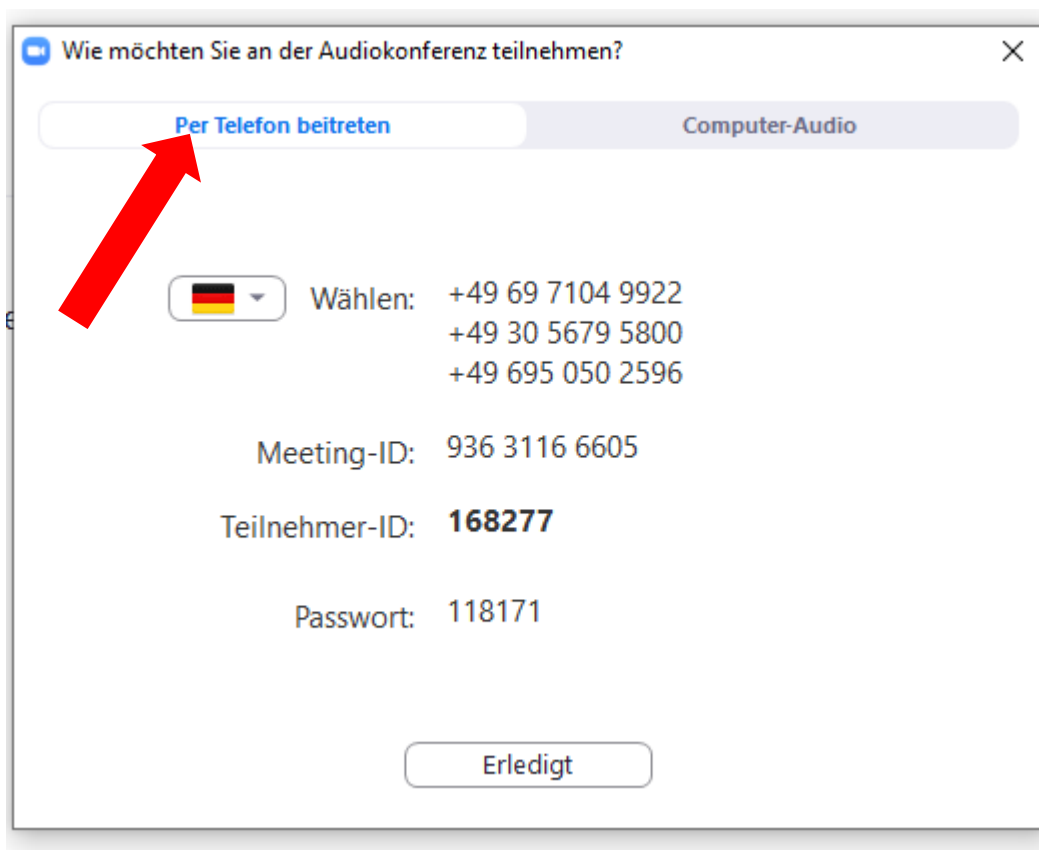 Wie möchten Sie an der Audiokonferenz teilnehmen?
Per Telefon beitreten Computer-Audio
Wählen: +49 69 7104 9922
+49 30 5679 5800
+49 695 050 2596
Meeting-ID: 936 3116 6605
Teilnehmer-ID: 168277
Passwort: 118171
Erledigt